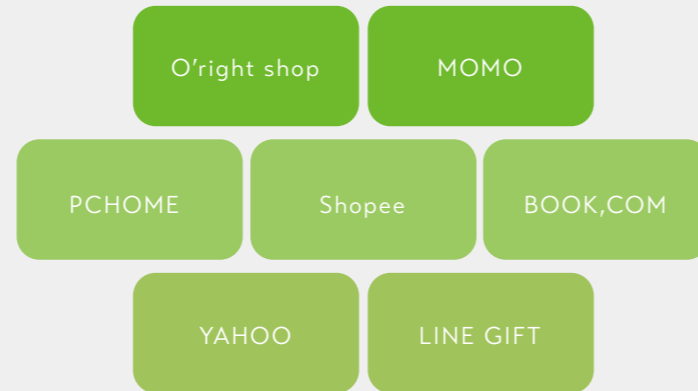 O'right shop
MOMO
PCHOME
Shopee
BOOK,COM
YAHOO
LINE GIFT